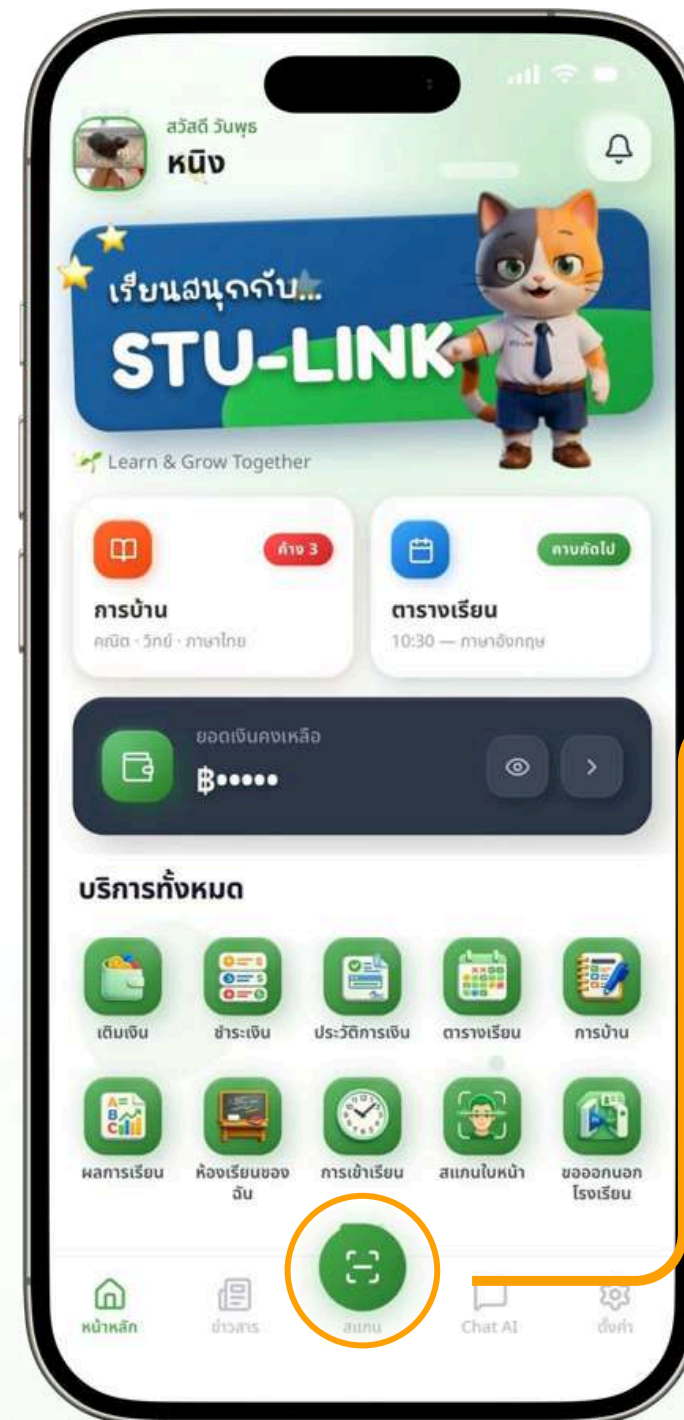 สวัสดี วันพุธ
หนิง
เรียนสนุกกับ...
STU-LINK
Learn & Grow Together
ค้าง 3
คาบถัดไป
การบ้าน
ตารางเรียน
คณิต · วิทย์ · ภาษาไทย
10:30 — ภาษาอังกฤษ
ยอดเงินคงเหลือ
฿•••••
บริการทั้งหมด
เติมเงิน
ชำระเงิน
ประวัติการเงิน
ตารางเรียน
การบ้าน
ผลการเรียน
ห้องเรียนของ
ฉัน
การเข้าเรียน
สแกนใบหน้า
ขอออกนอก
โรงเรียน
หน้าหลัก
ข่าวสาร
สแกน
Chat AI
ตั้งค่า